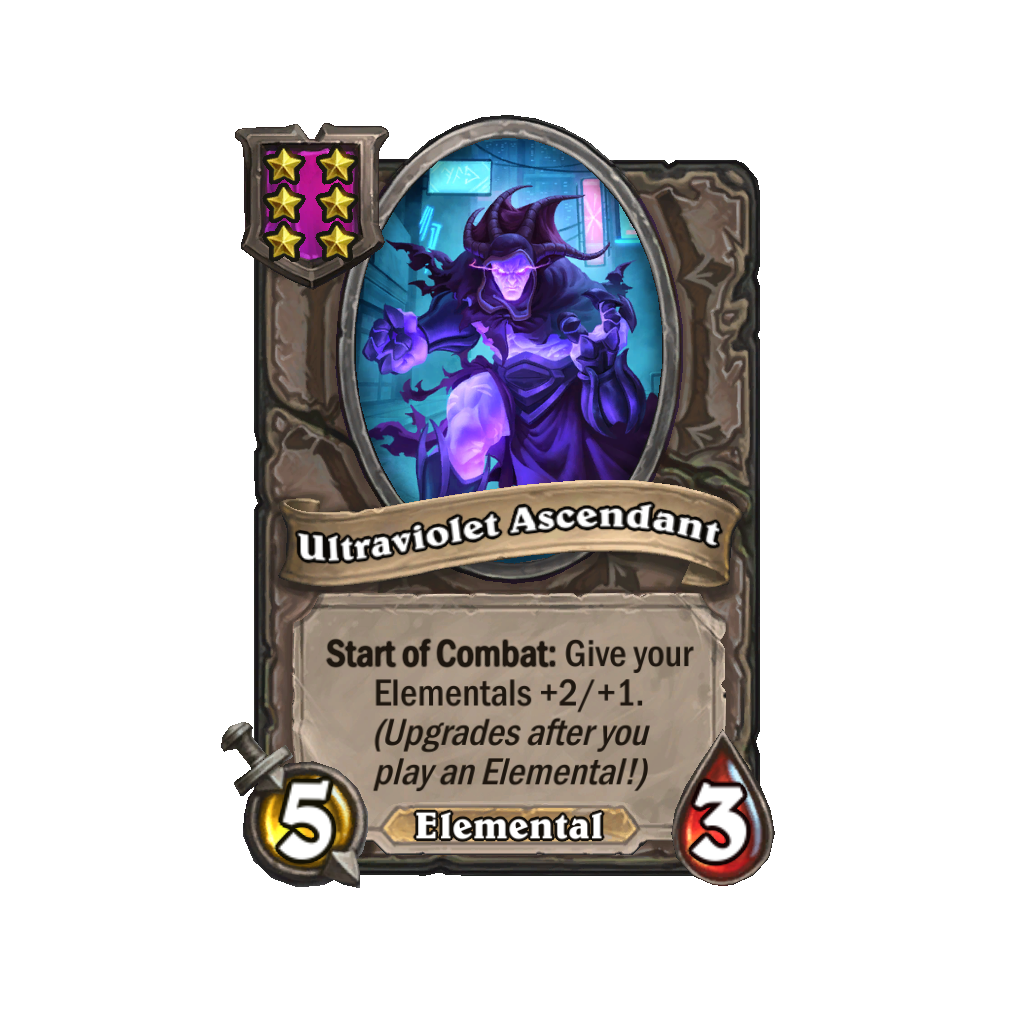 Ultraviolet Ascendant
Start of Combat: Give your
Elementals +2/+1.
(Upgrades after you
play an Elemental!)
5
Elemental
3